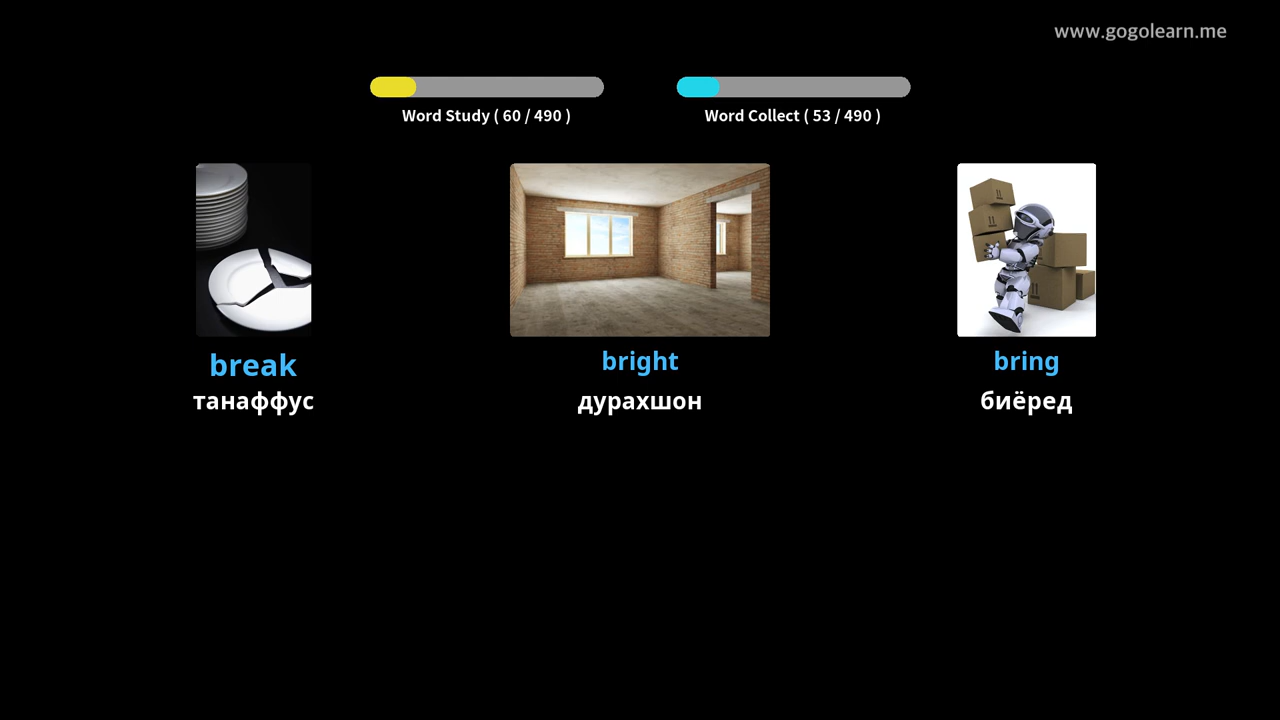 www.gogolearn.me
Word Study ( 60 / 490 )
Word Collect ( 53 / 490 )
break
bright
bring
танаффус
дурахшон
биёред